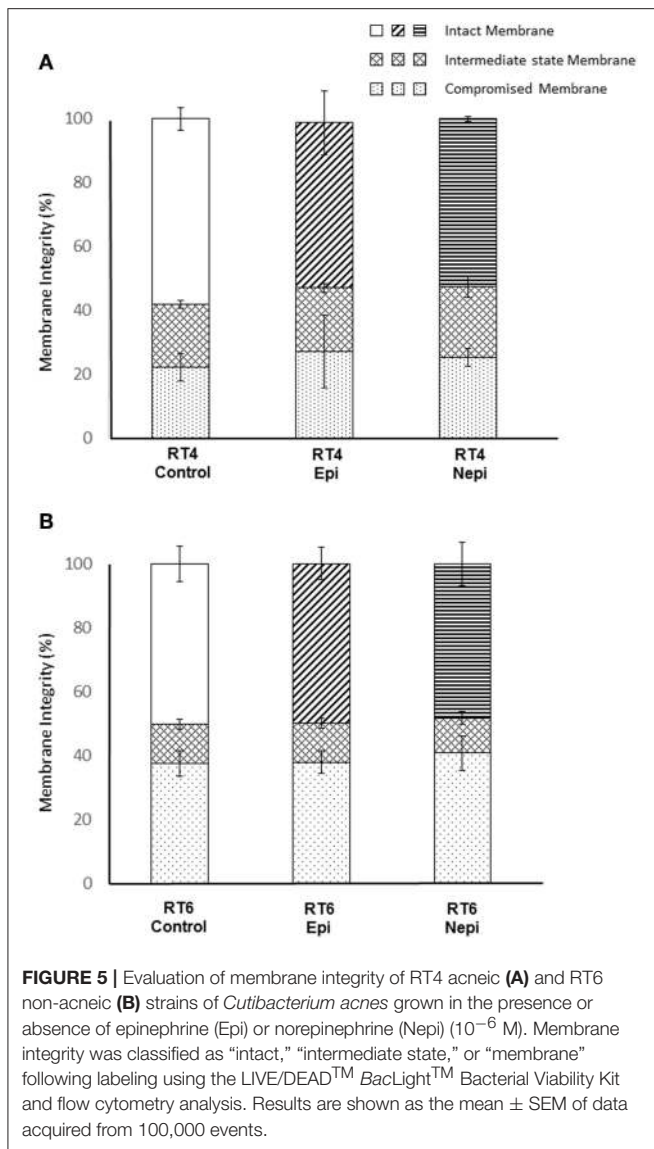 Intact Membrane
A
Intermediate state Membrane
Compromised Membrane
Membrane Integrity (%)
100
80
60
40
20
0
RT4 RT4 RT4
Control Epi Nepi
B
Membrane Integrity (%)
100
80
60
40
20
0
RT6 RT6 RT6
Control Epi Nepi
FIGURE 5 | Evaluation of membrane integrity of RT4 acneic (A) and RT6
non-acneic (B) strains of Cutibacterium acnes grown in the presence or
absence of epinephrine (Epi) or norepinephrine (Nepi) (10⁻⁶ M). Membrane
integrity was classified as “intact,” “intermediate state,” or “membrane”
following labeling using the LIVE/DEAD™ BacLight™ Bacterial Viability Kit
and flow cytometry analysis. Results are shown as the mean ± SEM of data
acquired from 100,000 events.